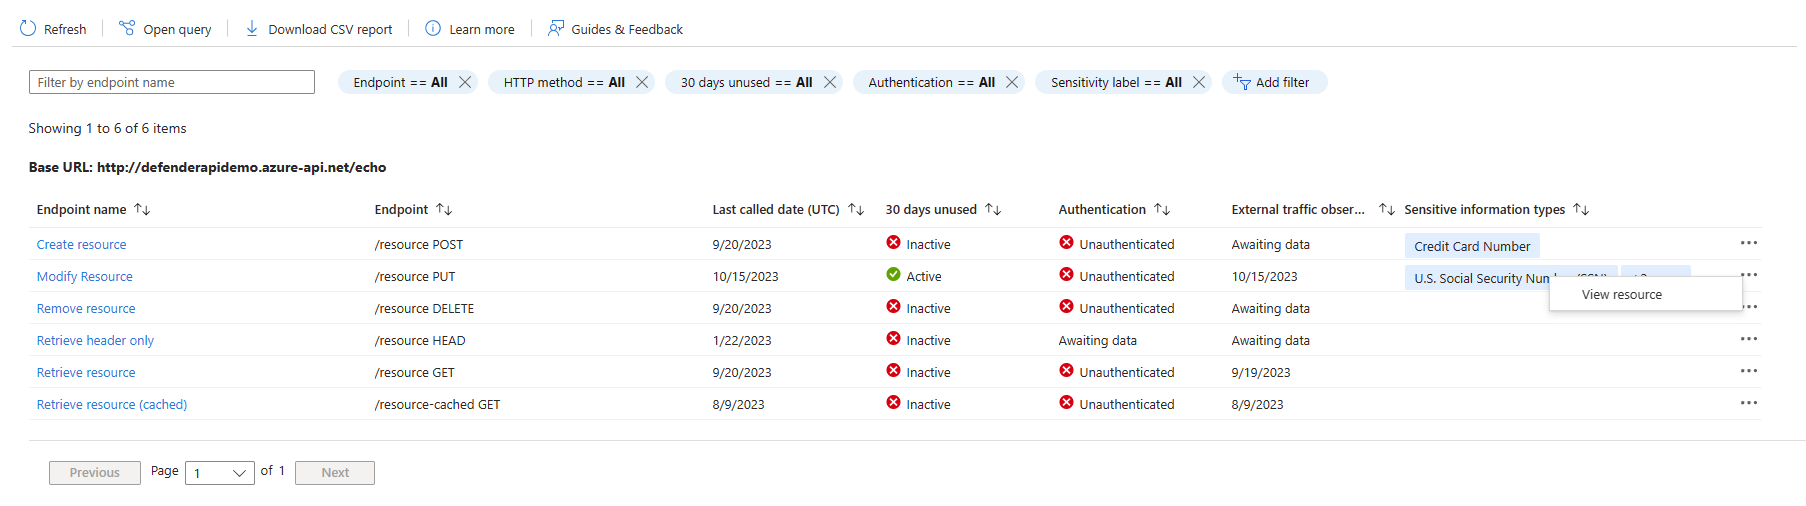 Refresh Open query Download CSV report Learn more Guides & Feedback
Filter by endpoint name Endpoint == All HTTP method == All 30 days unused == All Authentication == All Sensitivity label == All Add filter
Showing 1 to 6 of 6 items
Base URL: http://defenderapidemo.azure-api.net/echo
Endpoint name Endpoint Last called date (UTC) 30 days unused Authentication External traffic obser... Sensitive information types
Create resource /resource POST 9/20/2023 Inactive Unauthenticated Awaiting data Credit Card Number
Modify Resource /resource PUT 10/15/2023 Active Unauthenticated 10/15/2023 U.S. Social Security
View resource
Remove resource /resource DELETE 9/20/2023 Inactive Unauthenticated Awaiting data
Retrieve header only /resource HEAD 1/22/2023 Inactive Awaiting data Awaiting data
Retrieve resource /resource GET 9/20/2023 Inactive Unauthenticated 9/19/2023
Retrieve resource (cached) /resource-cached GET 8/9/2023 Inactive Unauthenticated 8/9/2023
Previous Page 1 of 1 Next